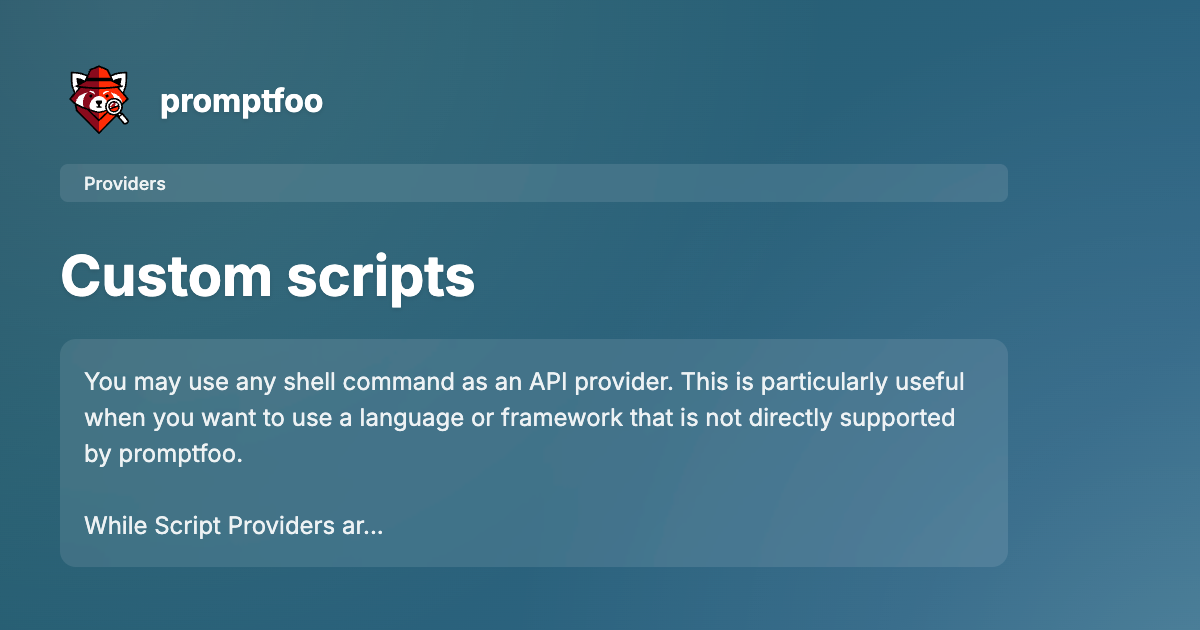 promptfoo
Providers
Custom scripts
You may use any shell command as an API provider. This is particularly useful
when you want to use a language or framework that is not directly supported
by promptfoo.
While Script Providers ar...